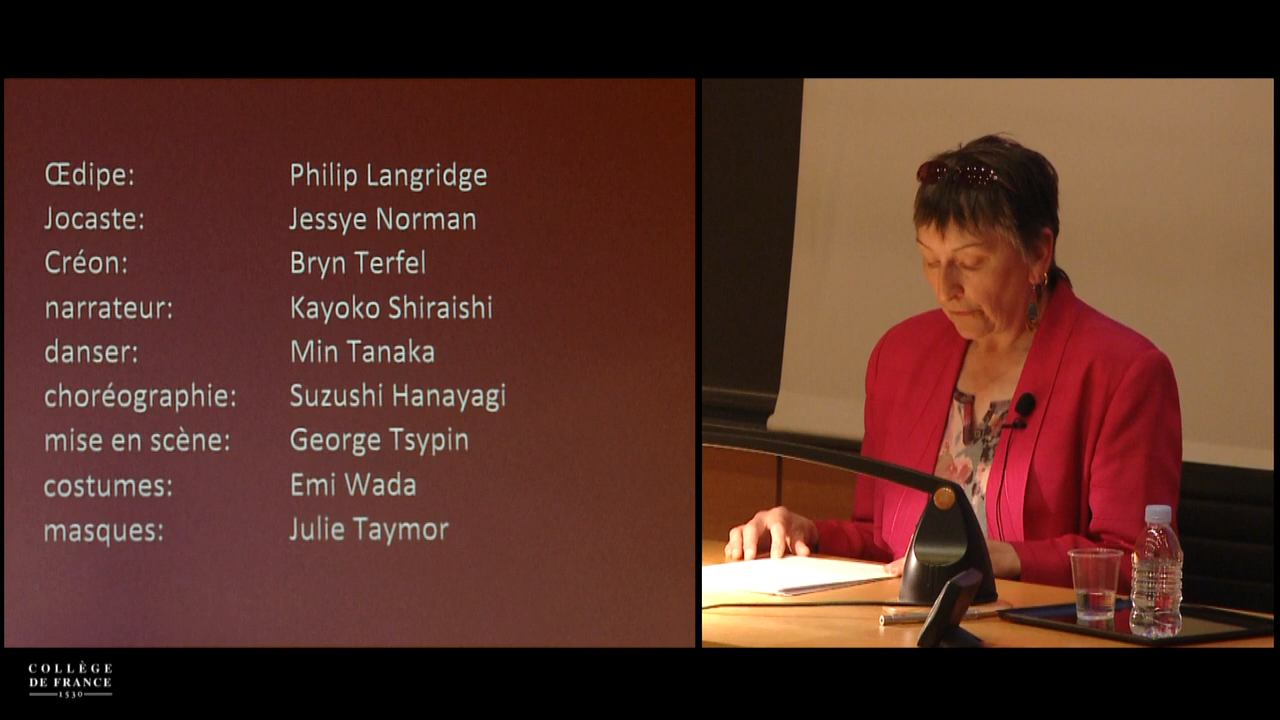 Œdipe: Philip Langridge
Jocaste: Jessye Norman
Créon: Bryn Terfel
narrateur: Kayoko Shiraishi
danser: Min Tanaka
choréographie: Suzushi Hanayagi
mise en scène: George Tsypin
costumes: Emi Wada
masques: Julie Taymor
COLLÈGE
DE FRANCE
1530